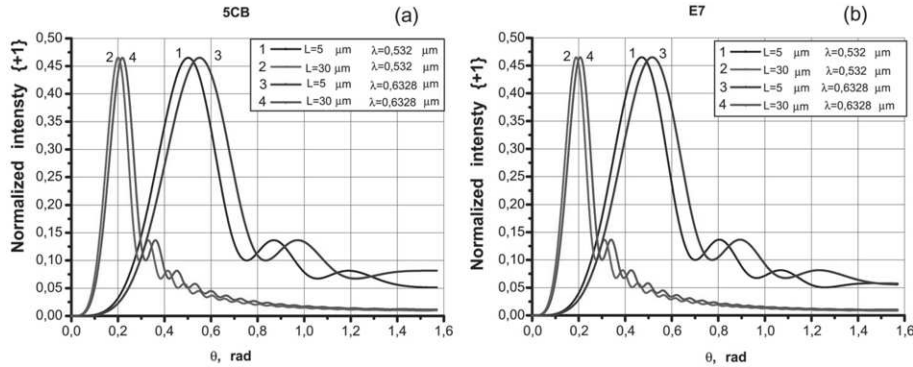 5CB
(a)
Normalized intensty {+1}
0,50
0,45
0,40
0,35
0,30
0,25
0,20
0,15
0,10
0,05
0,00
2 4 1 3
1 L=5 μm λ=0,532 μm
2 L=30 μm λ=0,532 μm
3 L=5 μm λ=0,6328 μm
4 L=30 μm λ=0,6328 μm
0,0 0,2 0,4 0,6 0,8 1,0 1,2 1,4 1,6
θ, rad
E7
(b)
Normalized intensty {+1}
0,50
0,45
0,40
0,35
0,30
0,25
0,20
0,15
0,10
0,05
0,00
2 4 1 3
1 L=5 μm λ=0,532 μm
2 L=30 μm λ=0,532 μm
3 L=5 μm λ=0,6328 μm
4 L=30 μm λ=0,6328 μm
0,0 0,2 0,4 0,6 0,8 1,0 1,2 1,4 1,6
θ, rad